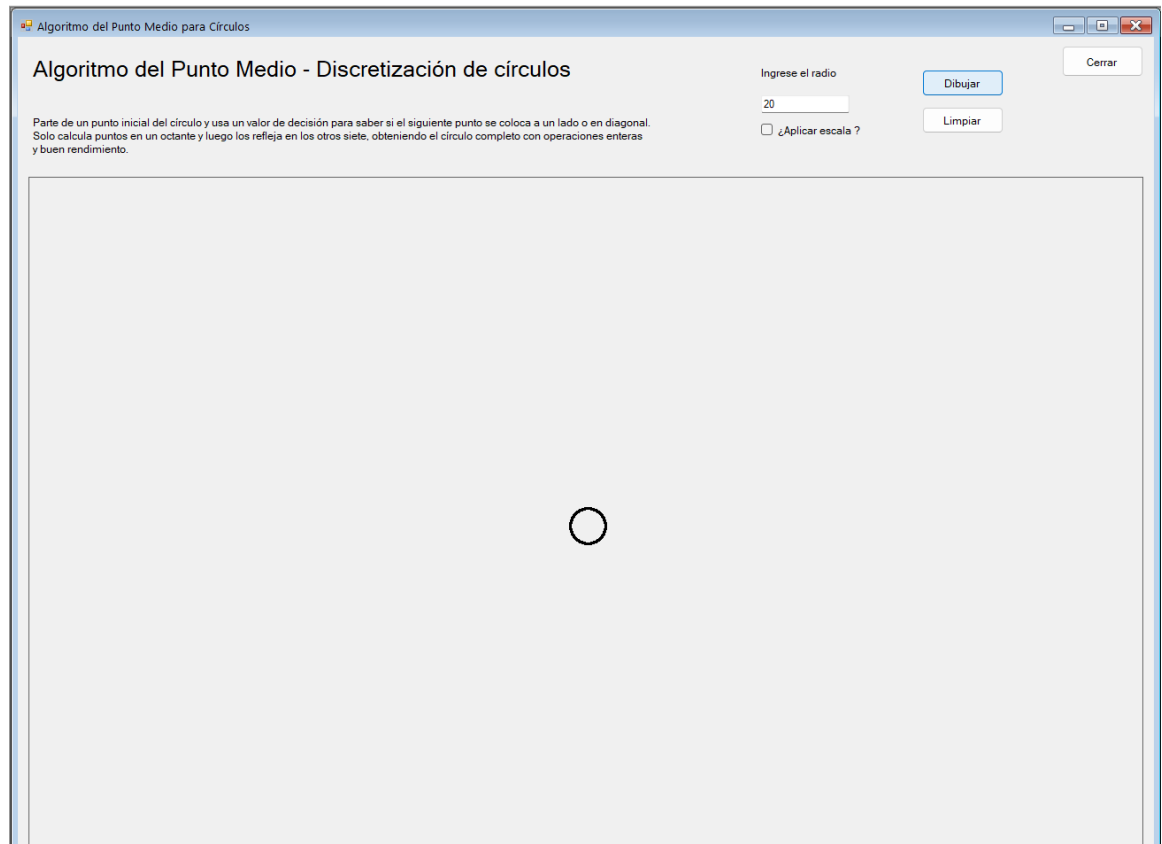 Algoritmo del Punto Medio para Círculos
Algoritmo del Punto Medio - Discretización de círculos
Cerrar
Ingrese el radio
Dibujar
20
Parte de un punto inicial del círculo y usa un valor de decisión para saber si el siguiente punto se coloca a un lado o en diagonal.
Limpiar
¿Aplicar escala ?
Solo calcula puntos en un octante y luego los refleja en los otros siete, obteniendo el círculo completo con operaciones enteras
y buen rendimiento.